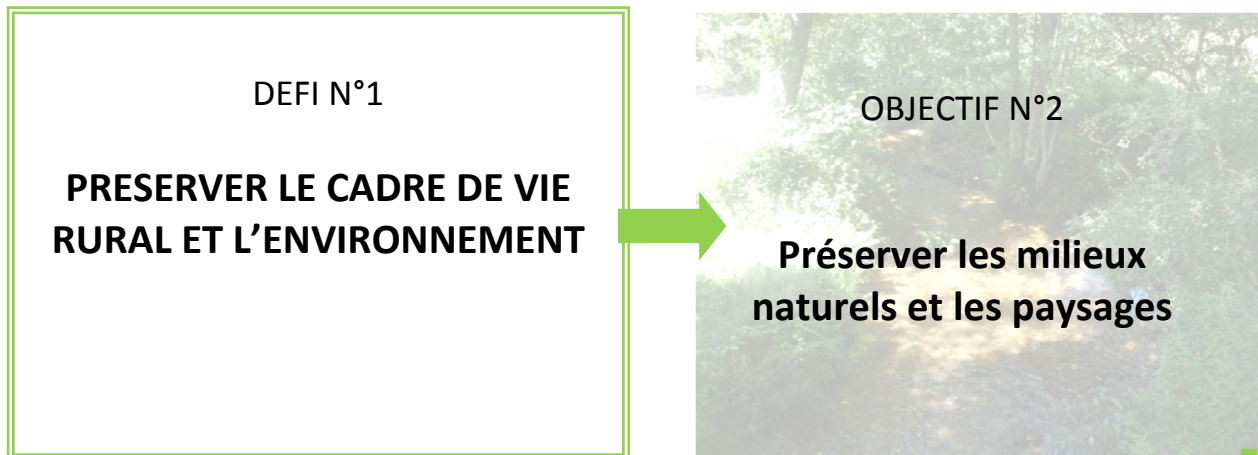 DEFI N°1
PRESERVER LE CADRE DE VIE
RURAL ET L’ENVIRONNEMENT
OBJECTIF N°2
Préserver les milieux
naturels et les paysages